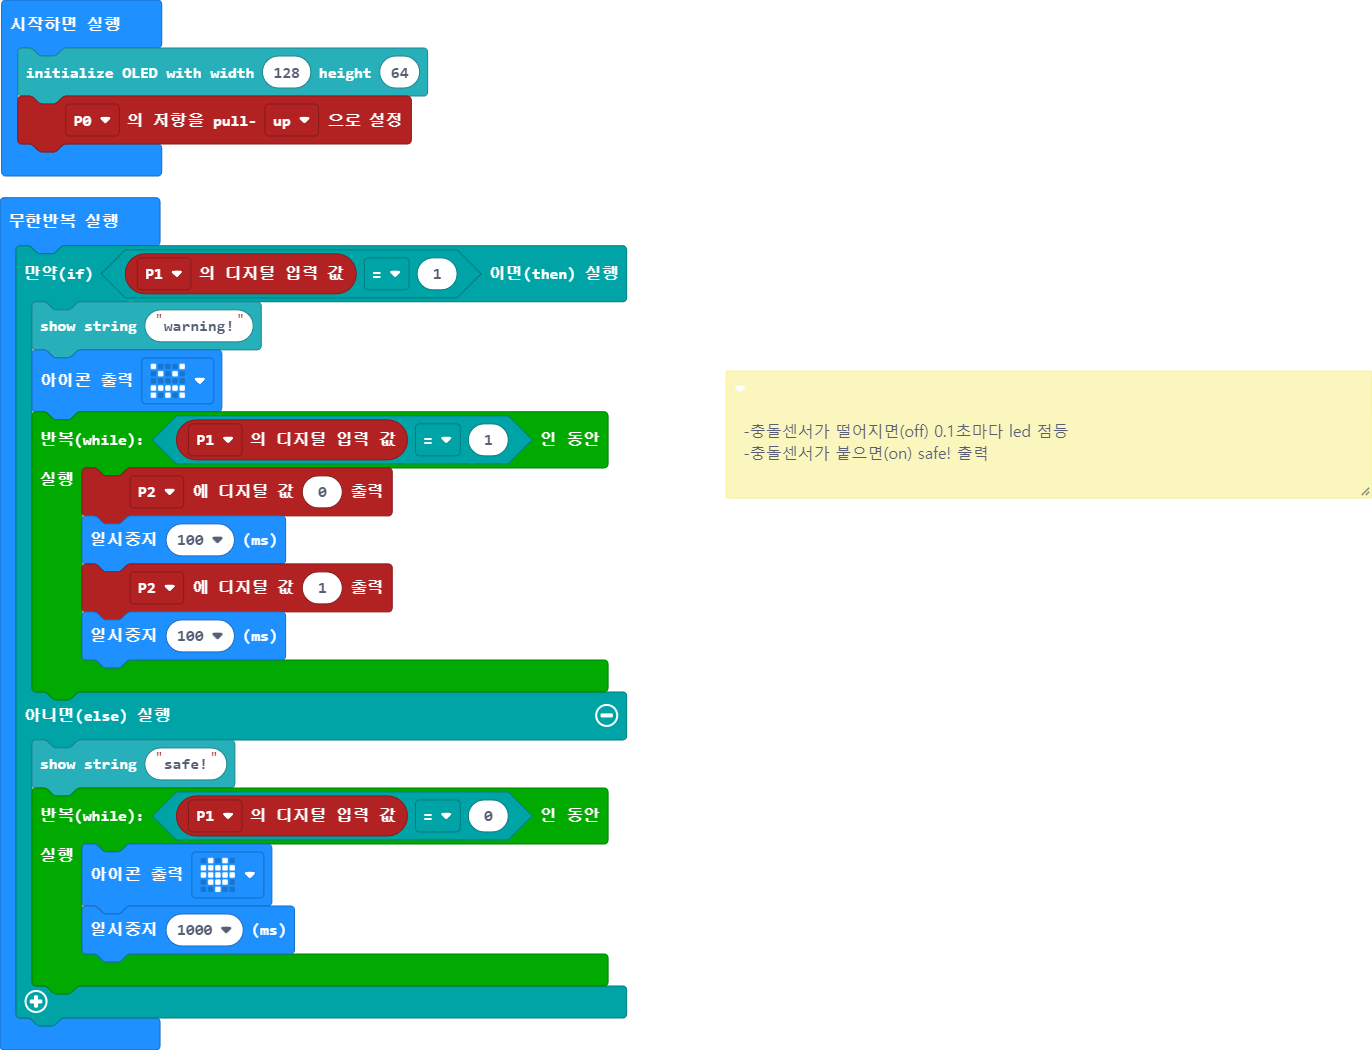 시작하면 실행
initialize OLED with width 128 height 64
P0 의 저항을 pull- up 으로 설정
무한반복 실행
만약(if) P1 의 디지털 입력 값 = 1 이면(then) 실행
show string "warning!"
아이콘 출력
반복(while): P1 의 디지털 입력 값 = 1 인 동안
실행
P2 에 디지털 값 0 출력
일시중지 100 (ms)
P2 에 디지털 값 1 출력
일시중지 100 (ms)
아니면(else) 실행
show string "safe!"
반복(while): P1 의 디지털 입력 값 = 0 인 동안
실행
아이콘 출력
일시중지 1000 (ms)
-충돌센서가 떨어지면(off) 0.1초마다 led 점등
-충돌센서가 붙으면(on) safe! 출력